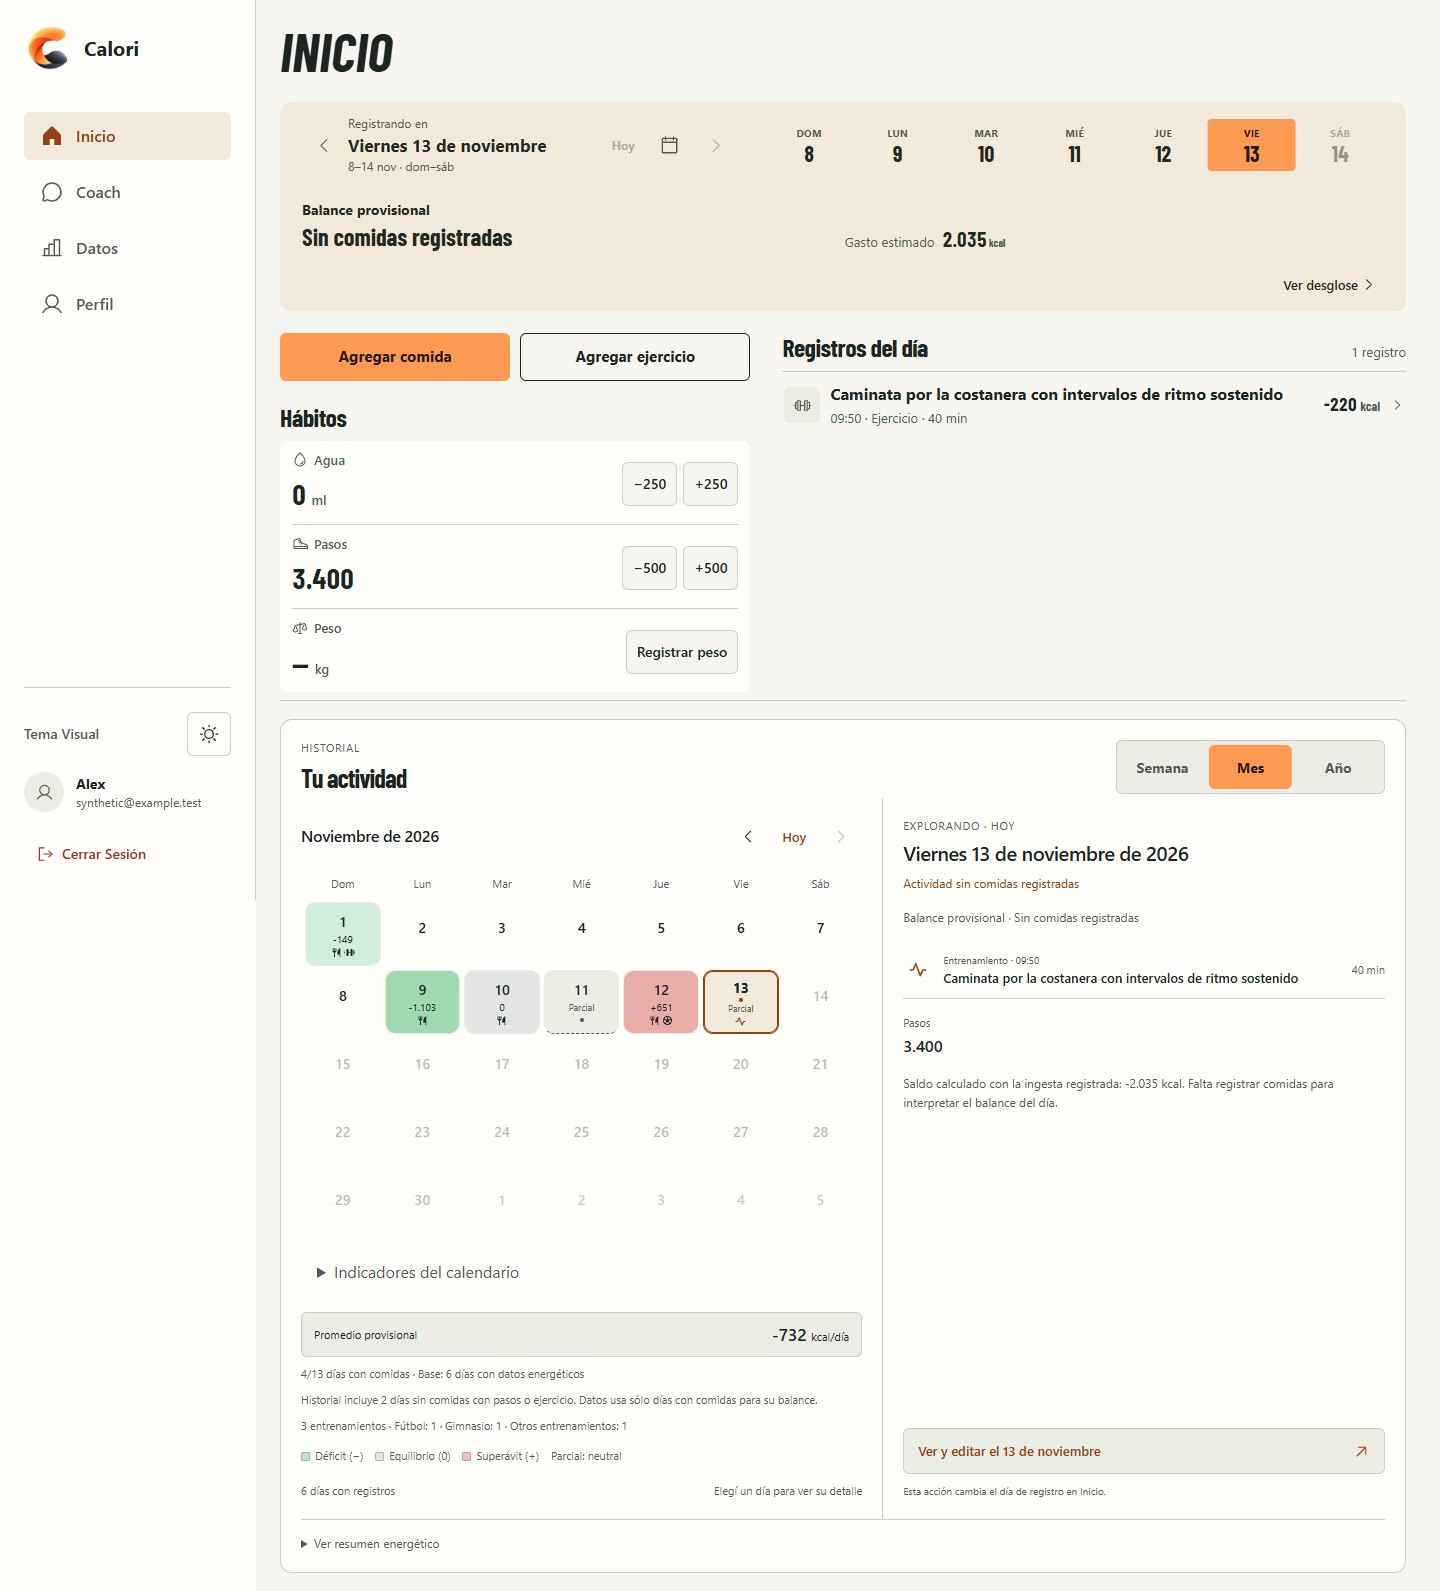 Calori
Inicio
Coach
Datos
Perfil
Tema Visual
Alex
synthetic@example.test
Cerrar Sesión
INICIO
Registrando en
Viernes 13 de noviembre
8–14 nov · dom–sáb
Hoy
DOM LUN MAR MIÉ JUE VIE SÁB
8 9 10 11 12 13 14
Balance provisional
Sin comidas registradas
Gasto estimado 2.035 kcal
Ver desglose
Agregar comida
Agregar ejercicio
Hábitos
Agua
0 ml
−250 +250
Pasos
3.400
−500 +500
Peso
– kg
Registrar peso
Registros del día
1 registro
Caminata por la costanera con intervalos de ritmo sostenido
09:50 · Ejercicio · 40 min
-220 kcal
HISTORIAL
Tu actividad
Semana Mes Año
Noviembre de 2026
Hoy
Dom Lun Mar Mié Jue Vie Sáb
1 2 3 4 5 6 7
-149
8 9 10 11 12 13 14
-1.103 0 Parcial +651 Parcial
15 16 17 18 19 20 21
22 23 24 25 26 27 28
29 30 1 2 3 4 5
Indicadores del calendario
Promedio provisional -732 kcal/día
4/13 días con comidas · Base: 6 días con datos energéticos
Historial incluye 2 días sin comidas con pasos o ejercicio. Datos usa sólo días con comidas para su balance.
3 entrenamientos · Fútbol: 1 · Gimnasio: 1 · Otros entrenamientos: 1
Déficit (−) Equilibrio (0) Superávit (+) Parcial: neutral
6 días con registros
Elegí un día para ver su detalle
EXPLORANDO · HOY
Viernes 13 de noviembre de 2026
Actividad sin comidas registradas
Balance provisional · Sin comidas registradas
Entrenamiento · 09:50
Caminata por la costanera con intervalos de ritmo sostenido
40 min
Pasos
3.400
Saldo calculado con la ingesta registrada: -2.035 kcal. Falta registrar comidas para
interpretar el balance del día.
Ver y editar el 13 de noviembre
Esta acción cambia el día de registro en Inicio.
Ver resumen energético